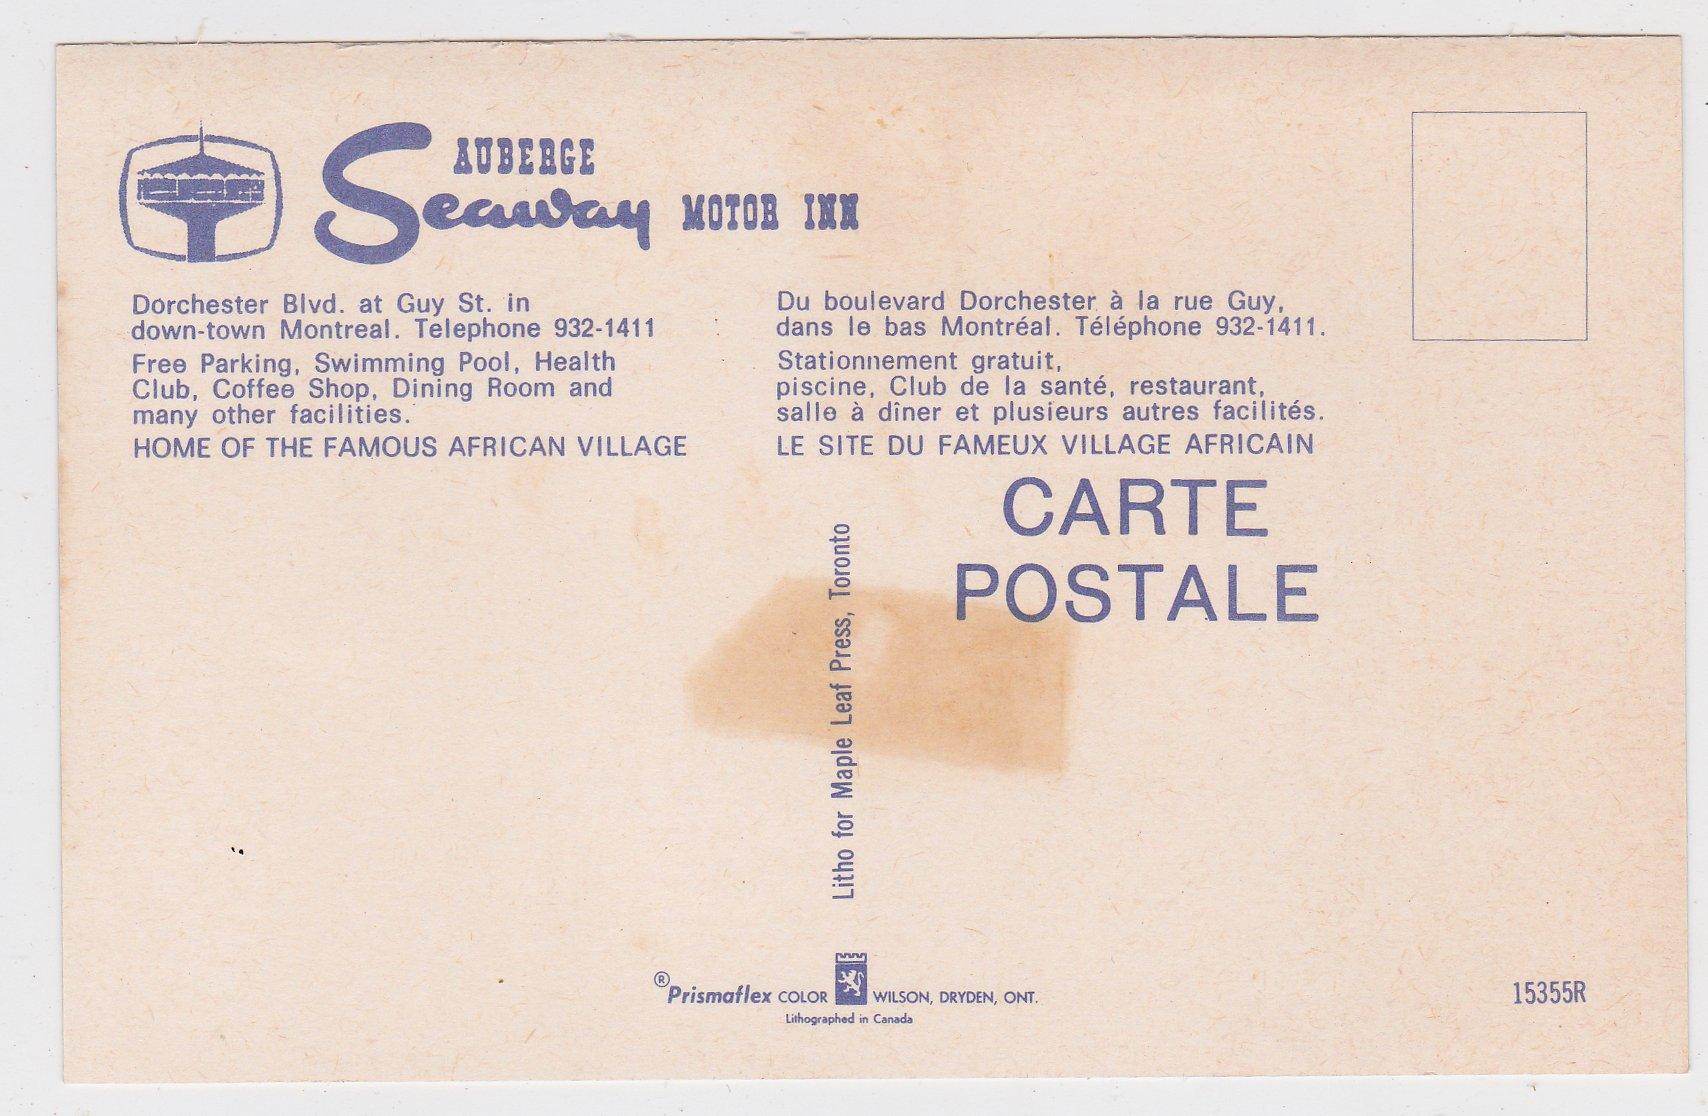 AUBERGE
Seaway MOTOR INN
Dorchester Blvd. at Guy St. in
down-town Montreal. Telephone 932-1411
Free Parking, Swimming Pool, Health
Club, Coffee Shop, Dining Room and
many other facilities.
HOME OF THE FAMOUS AFRICAN VILLAGE
Du boulevard Dorchester à la rue Guy,
dans le bas Montréal. Téléphone 932-1411.
Stationnement gratuit,
piscine, Club de la santé, restaurant,
salle à dîner et plusieurs autres facilités.
LE SITE DU FAMEUX VILLAGE AFRICAIN
CARTE
POSTALE
Litho for Maple Leaf Press, Toronto
®Prismaflex COLOR WILSON, DRYDEN, ONT.
Lithographed in Canada
15355R